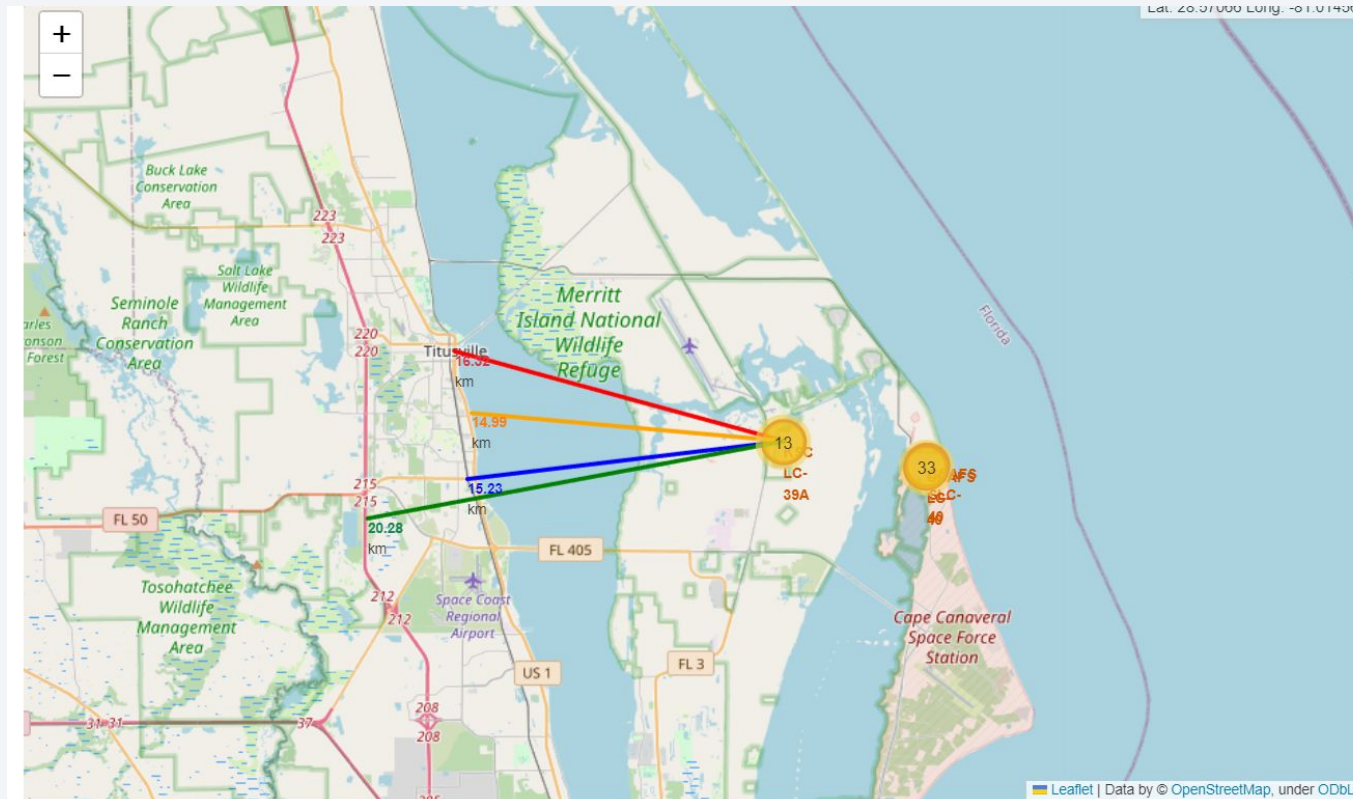 Lat: 28.57066 Long: -81.01456
+
−
Buck Lake
Conservation
Area
223
223
Salt Lake
Wildlife
Management
Area
Seminole
Ranch
Conservation
Area
Forest
Merritt
Island National
Wildlife
Refuge
Florida
220
220
Titusville
16.32
km
14.99
km
13
KSC
LC-
39A
33
215
215
15.23
km
FL 50
20.28
km
FL 405
Tosohatchee
Wildlife
Management
Area
212
212
Space Coast
Regional
Airport
Cape Canaveral
Space Force
Station
US 1
FL 3
31
31
37
208
208
Leaflet | Data by © OpenStreetMap, under ODbL